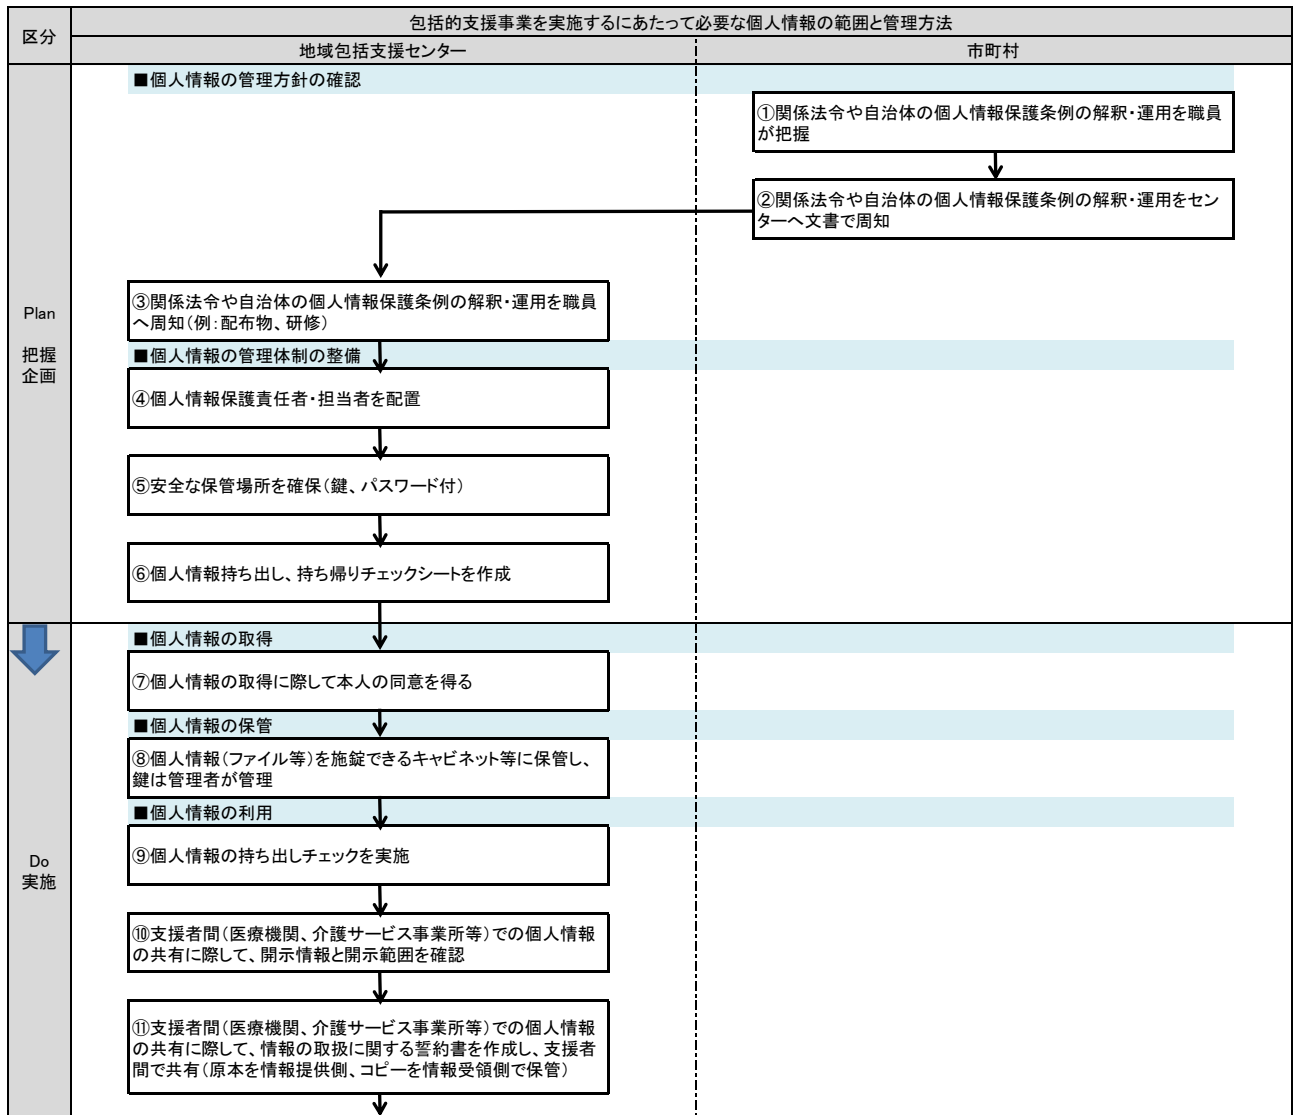 区分
包括的支援事業を実施するにあたって必要な個人情報の範囲と管理方法
地域包括支援センター
市町村
Plan
把握
企画
■個人情報の管理方針の確認
①関係法令や自治体の個人情報保護条例の解釈・運用を職員
が把握
②関係法令や自治体の個人情報保護条例の解釈・運用をセン
ターへ文書で周知
③関係法令や自治体の個人情報保護条例の解釈・運用を職員
へ周知(例:配布物、研修)
■個人情報の管理体制の整備
④個人情報保護責任者・担当者を配置
⑤安全な保管場所を確保(鍵、パスワード付)
⑥個人情報持ち出し、持ち帰りチェックシートを作成
Do
実施
■個人情報の取得
⑦個人情報の取得に際して本人の同意を得る
■個人情報の保管
⑧個人情報(ファイル等)を施錠できるキャビネット等に保管し、
鍵は管理者が管理
■個人情報の利用
⑨個人情報の持ち出しチェックを実施
⑩支援者間(医療機関、介護サービス事業所等)での個人情報
の共有に際して、開示情報と開示範囲を確認
⑪支援者間(医療機関、介護サービス事業所等)での個人情報
の共有に際して、情報の取扱に関する誓約書を作成し、支援者
間で共有(原本を情報提供側、コピーを情報受領側で保管)